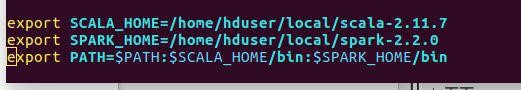 export SCALA_HOME=/home/hduser/local/scala-2.11.7
export SPARK_HOME=/home/hduser/local/spark-2.2.0
export PATH=$PATH:$SCALA_HOME/bin:$SPARK_HOME/bin